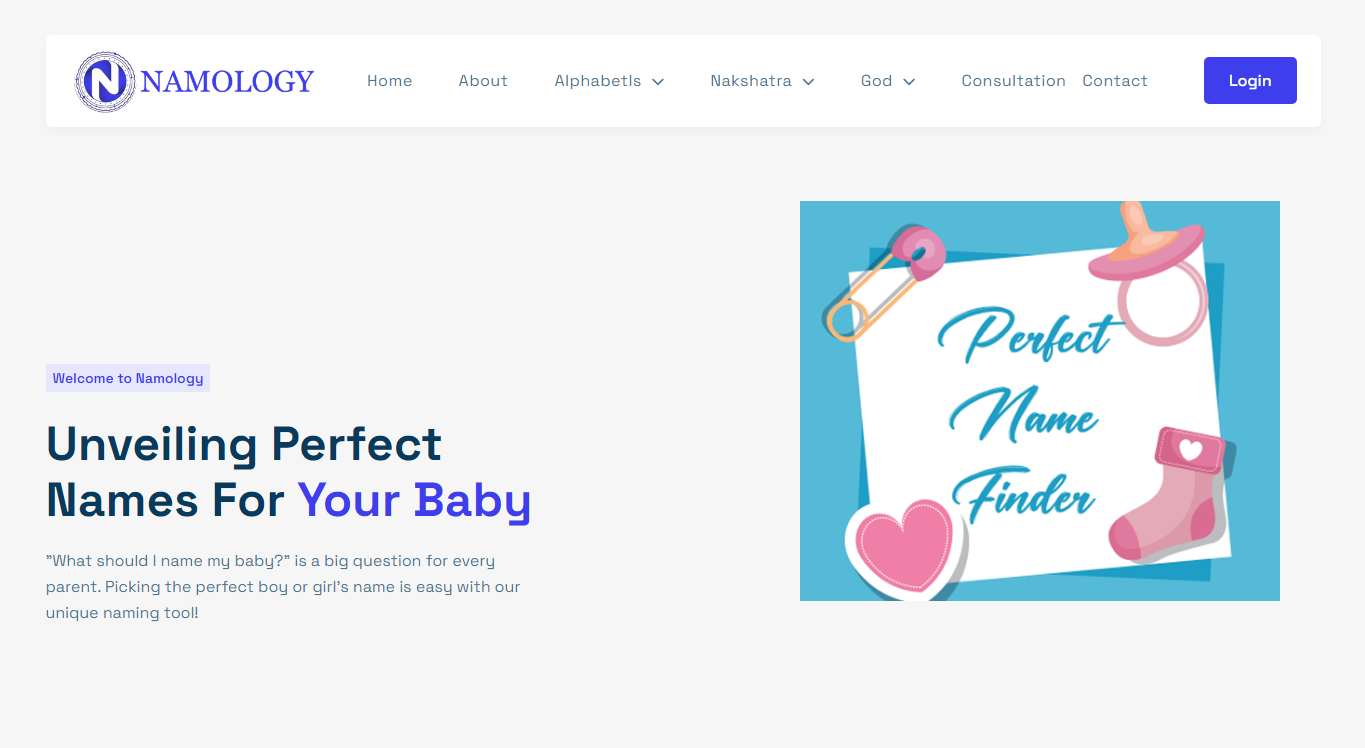 N NAMOLOGY Home About Alphabetls Nakshatra God Consultation Contact Login
Welcome to Namology
Unveiling Perfect
Names For Your Baby
"What should I name my baby?" is a big question for every
parent. Picking the perfect boy or girl's name is easy with our
unique naming tool!
Perfect
Name
Finder